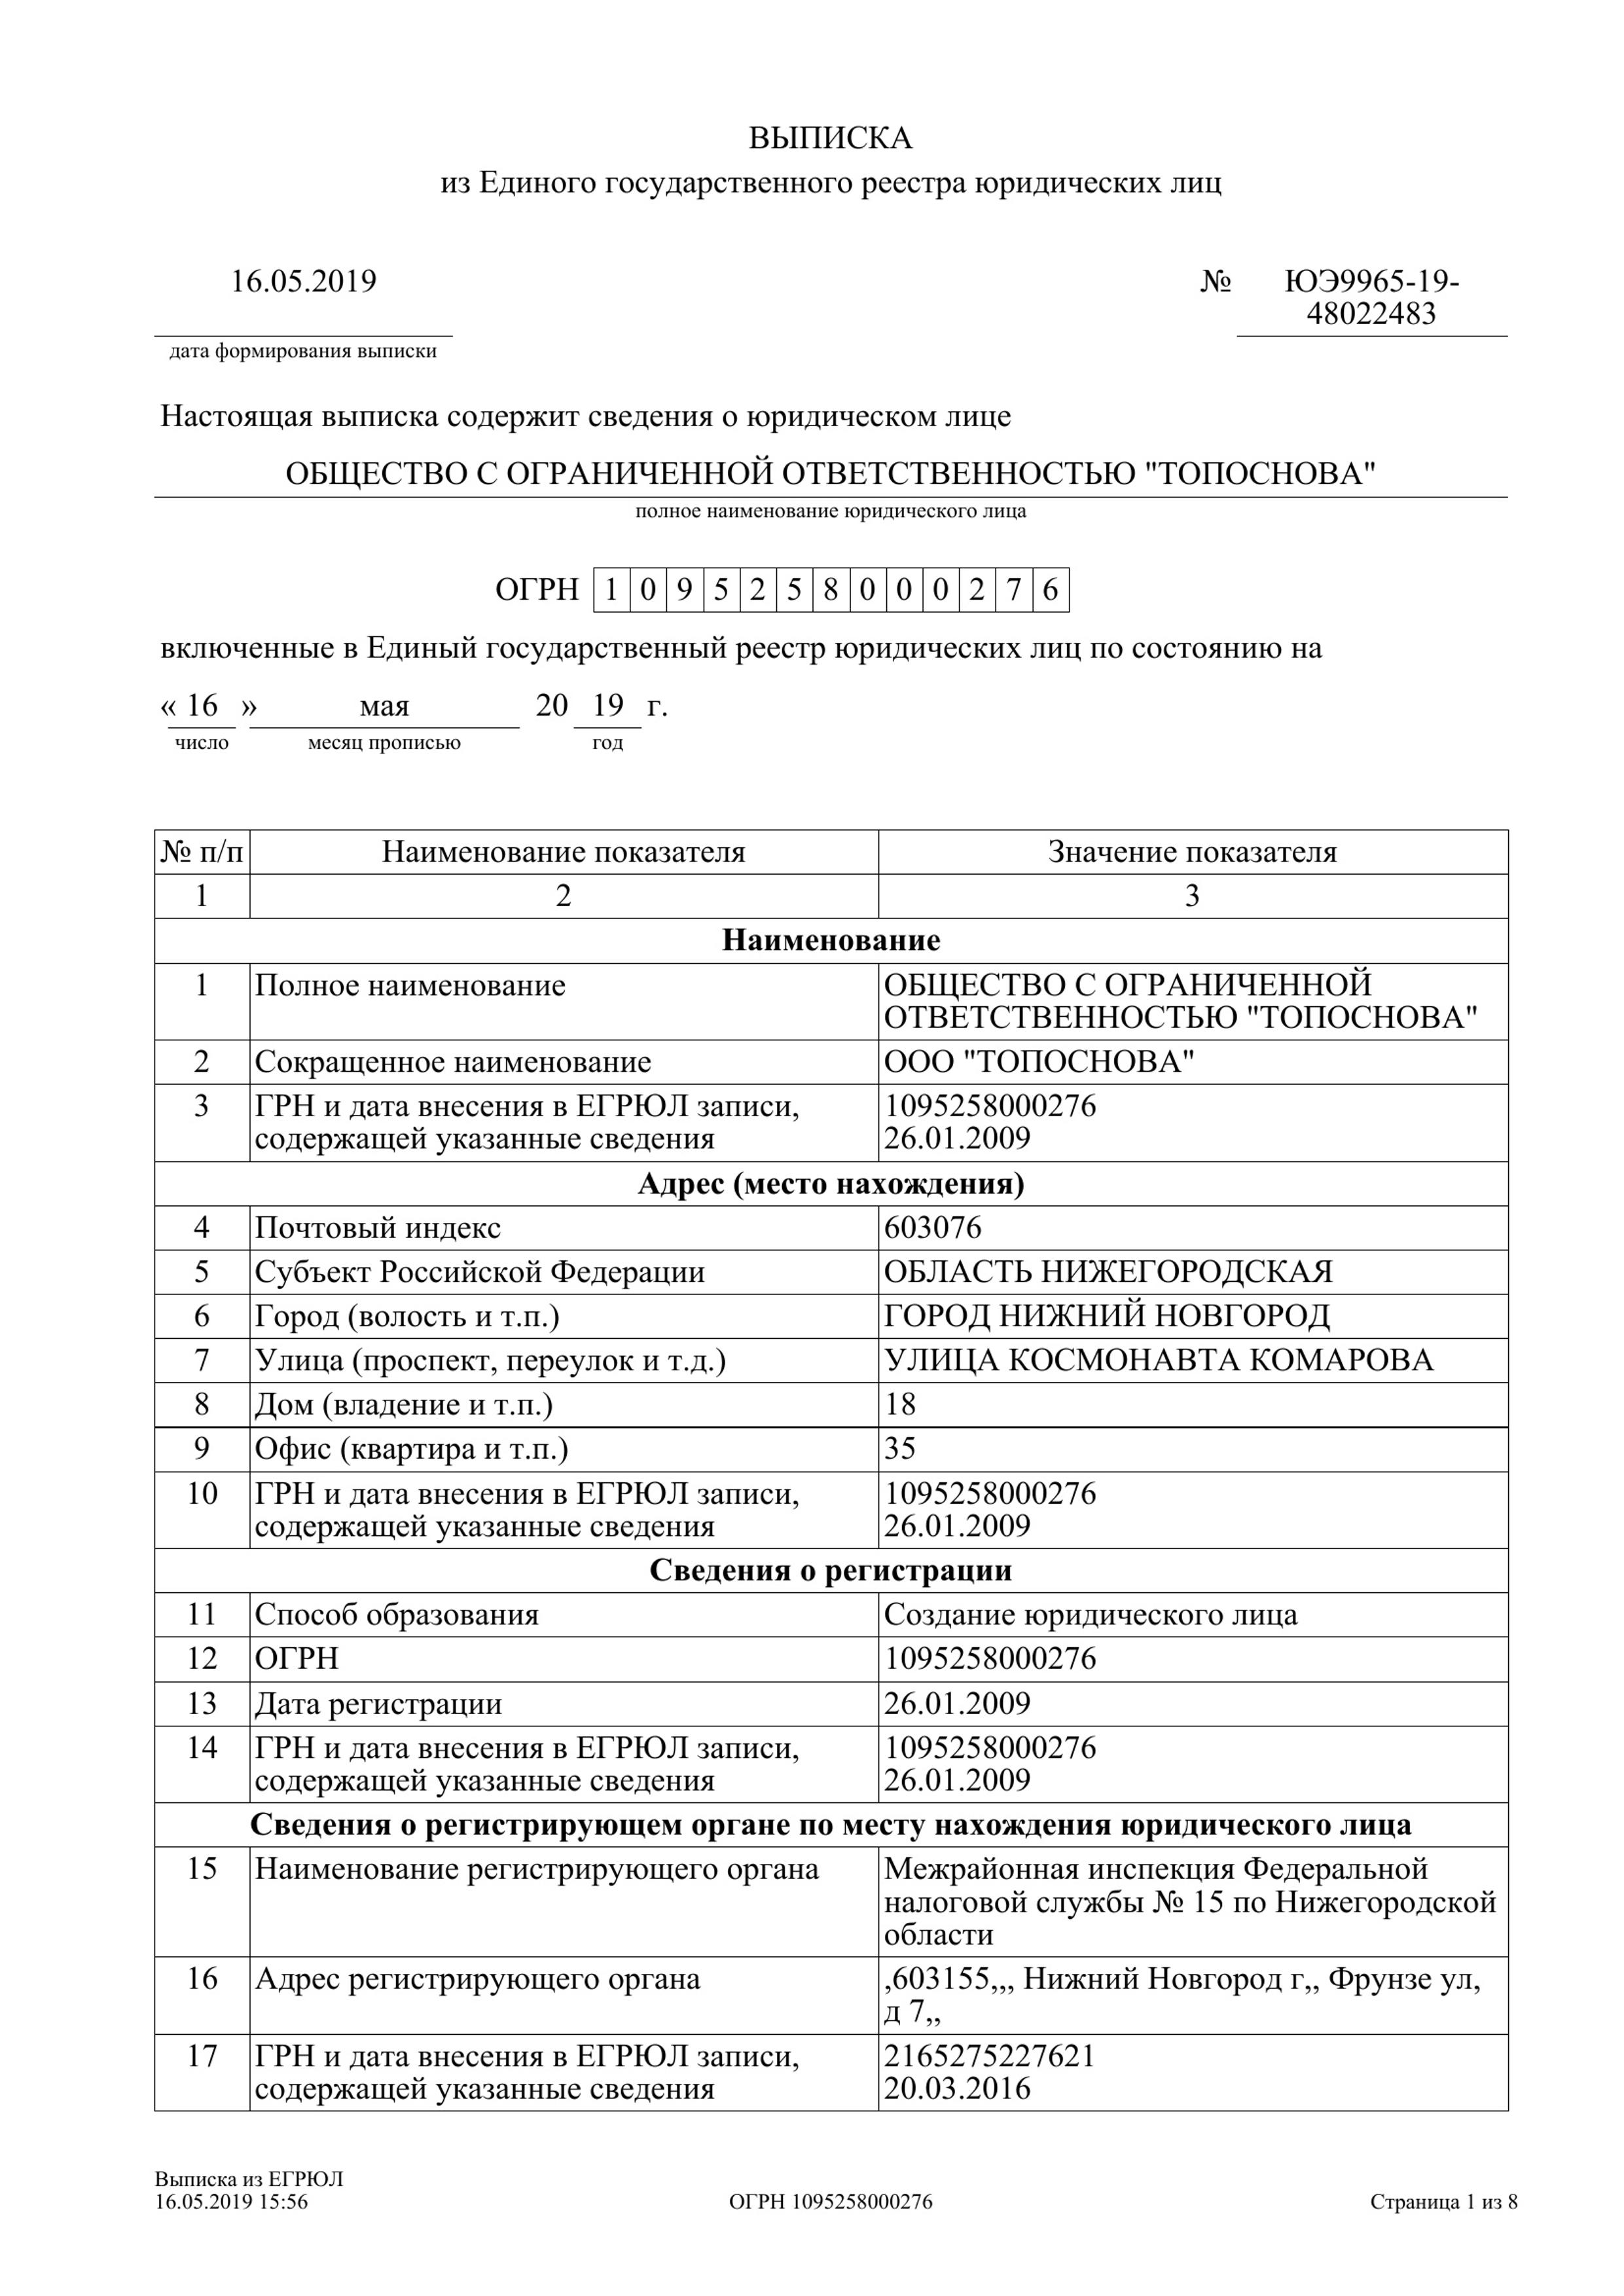 ВЫПИСКА
из Единого государственного реестра юридических лиц
16.05.2019
№ ЮЭ9965-19-
48022483
дата формирования выписки
Настоящая выписка содержит сведения о юридическом лице
ОБЩЕСТВО С ОГРАНИЧЕННОЙ ОТВЕТСТВЕННОСТЬЮ "ТОПОСНОВА"
полное наименование юридического лица
ОГРН 1 0 9 5 2 5 8 0 0 0 2 7 6
включенные в Единый государственный реестр юридических лиц по состоянию на
« 16 » мая 20 19 г.
число месяц прописью год
№ п/п Наименование показателя Значение показателя
1 2 3
Наименование
1 Полное наименование ОБЩЕСТВО С ОГРАНИЧЕННОЙ
ОТВЕТСТВЕННОСТЬЮ "ТОПОСНОВА"
2 Сокращенное наименование ООО "ТОПОСНОВА"
3 ГРН и дата внесения в ЕГРЮЛ записи, 1095258000276
содержащей указанные сведения 26.01.2009
Адрес (место нахождения)
4 Почтовый индекс 603076
5 Субъект Российской Федерации ОБЛАСТЬ НИЖЕГОРОДСКАЯ
6 Город (волость и т.п.) ГОРОД НИЖНИЙ НОВГОРОД
7 Улица (проспект, переулок и т.д.) УЛИЦА КОСМОНАВТА КОМАРОВА
8 Дом (владение и т.п.) 18
9 Офис (квартира и т.п.) 35
10 ГРН и дата внесения в ЕГРЮЛ записи, 1095258000276
содержащей указанные сведения 26.01.2009
Сведения о регистрации
11 Способ образования Создание юридического лица
12 ОГРН 1095258000276
13 Дата регистрации 26.01.2009
14 ГРН и дата внесения в ЕГРЮЛ записи, 1095258000276
содержащей указанные сведения 26.01.2009
Сведения о регистрирующем органе по месту нахождения юридического лица
15 Наименование регистрирующего органа Межрайонная инспекция Федеральной
налоговой службы № 15 по Нижегородской
области
16 Адрес регистрирующего органа ,603155,,, Нижний Новгород г,, Фрунзе ул,
д 7,,
17 ГРН и дата внесения в ЕГРЮЛ записи, 2165275227621
содержащей указанные сведения 20.03.2016
Выписка из ЕГРЮЛ
16.05.2019 15:56 ОГРН 1095258000276 Страница 1 из 8